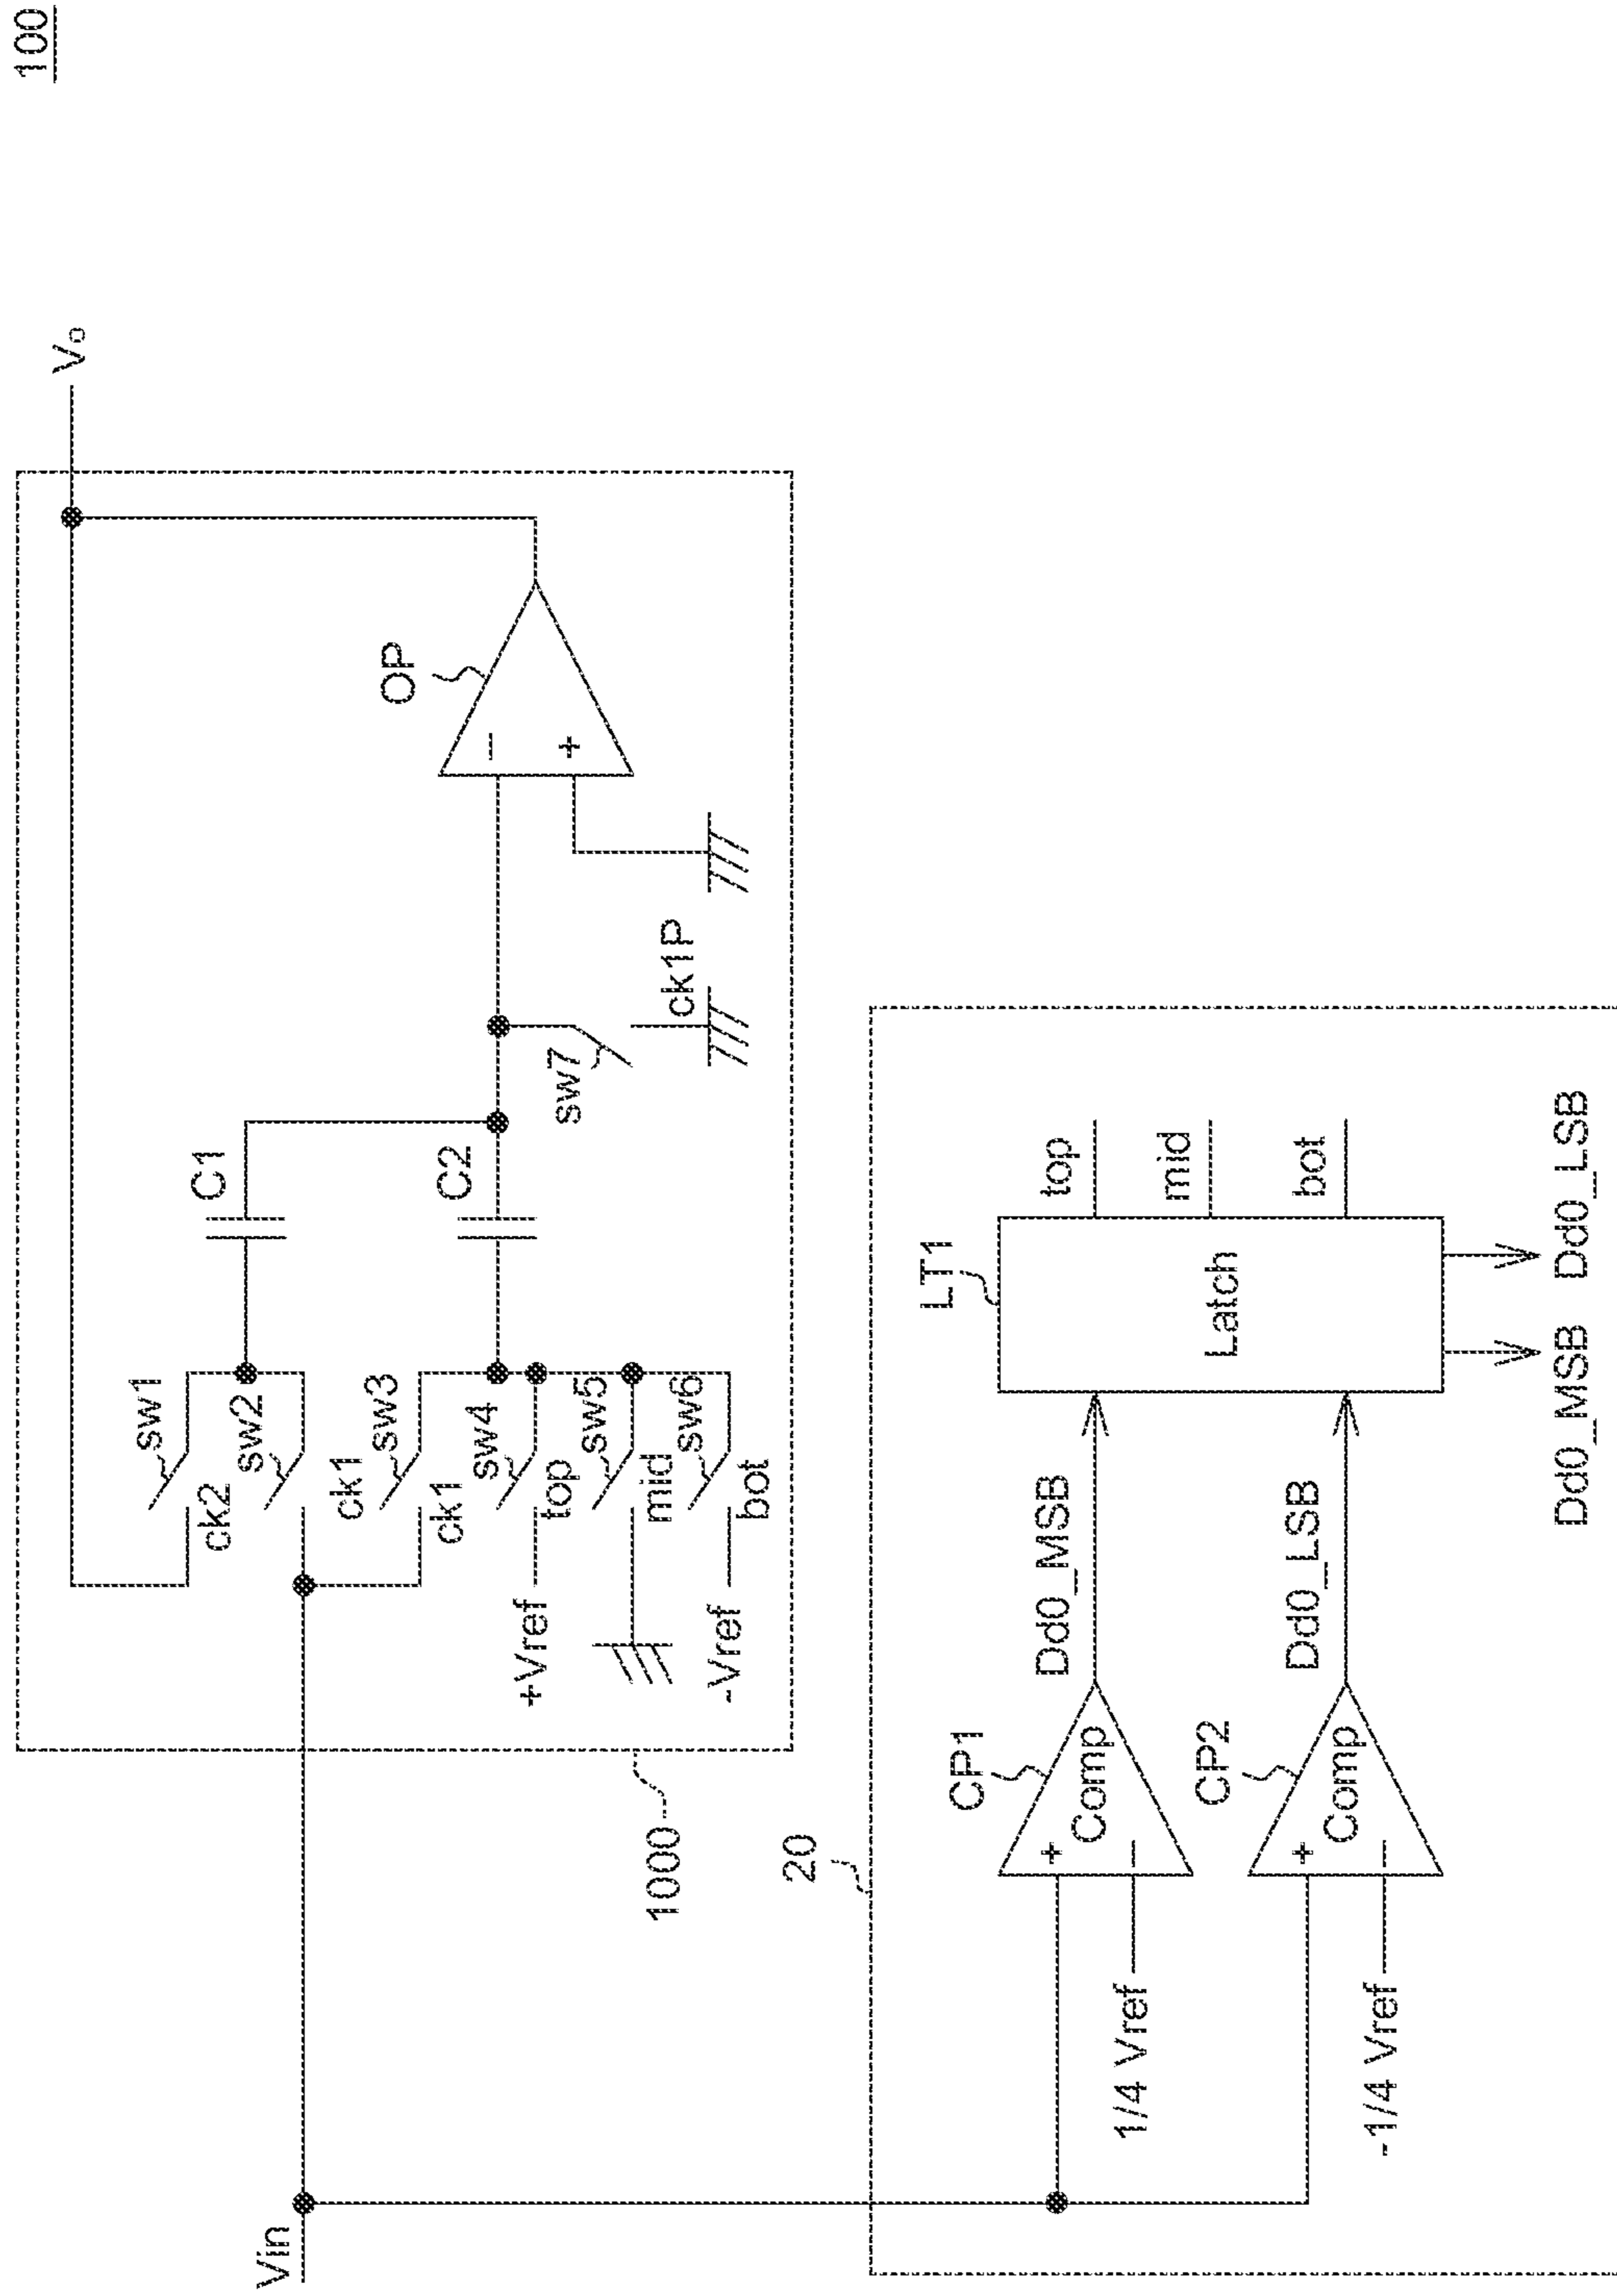 100
Vo
sw1
ck2
sw2
ck1
sw3
ck1
sw4
top
sw5
mid
sw6
bot
+Vref
-Vref
C1
C2
sw7
ck1P
OP
−
+
1000
Vin
20
CP1
+
Comp
−
1/4 Vref
Dd0_MSB
CP2
+
Comp
−
-1/4 Vref
Dd0_LSB
LT1
Latch
top
mid
bot
Dd0_MSB
Dd0_LSB